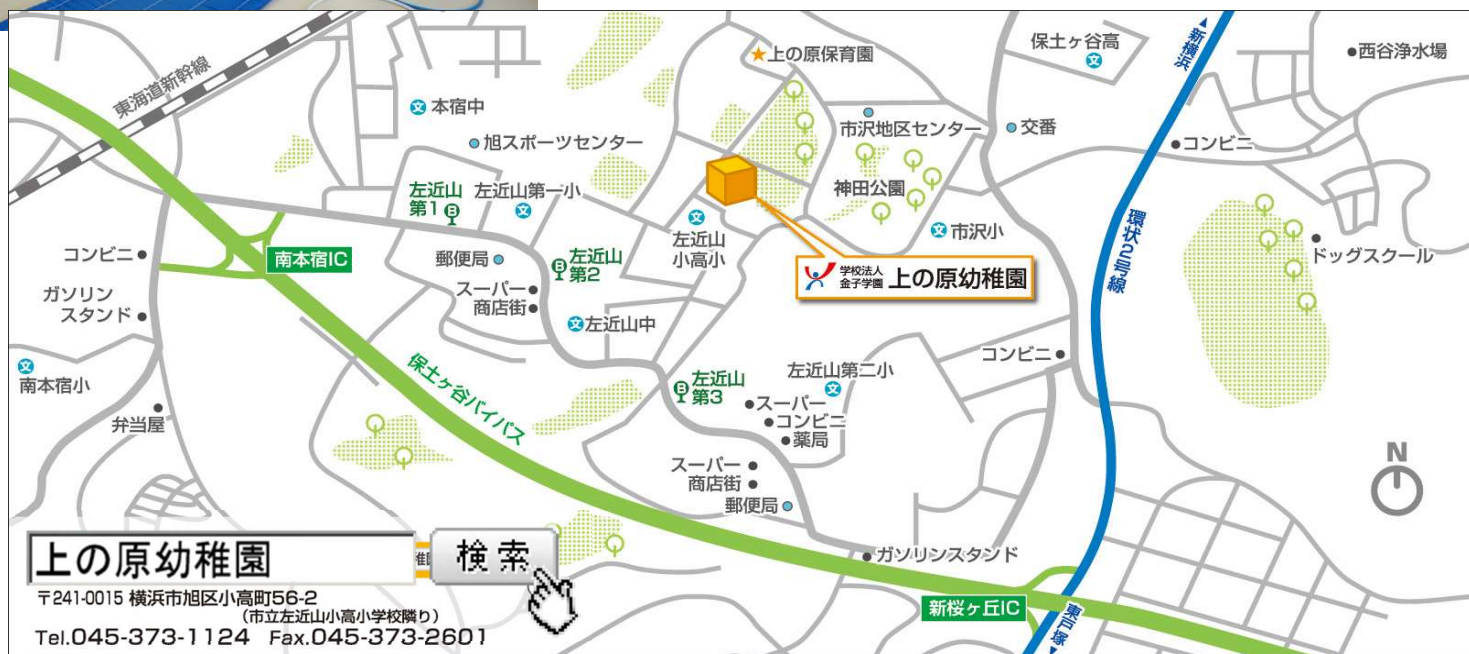 東海道新幹線
本宿中
旭スポーツセンター
上の原保育園
保土ヶ谷高
▲新横浜
西谷浄水場
市沢地区センター
交番
コンビニ
左近山
第1
左近山第一小
神田公園
左近山
小高小
市沢小
環状2号線
ドッグスクール
コンビニ
南本宿IC
郵便局
左近山
第2
学校法人
金子学園
上の原幼稚園
ガソリン
スタンド
スーパー
商店街
左近山中
南本宿小
保土ヶ谷バイパス
左近山
第3
左近山第二小
コンビニ
スーパー
コンビニ
薬局
弁当屋
スーパー
商店街
郵便局
N
ガソリンスタンド
新桜ヶ丘IC
東戸塚▼
上の原幼稚園
検索
〒241-0015 横浜市旭区小高町56-2
(市立左近山小高小学校隣り)
Tel.045-373-1124 Fax.045-373-2601